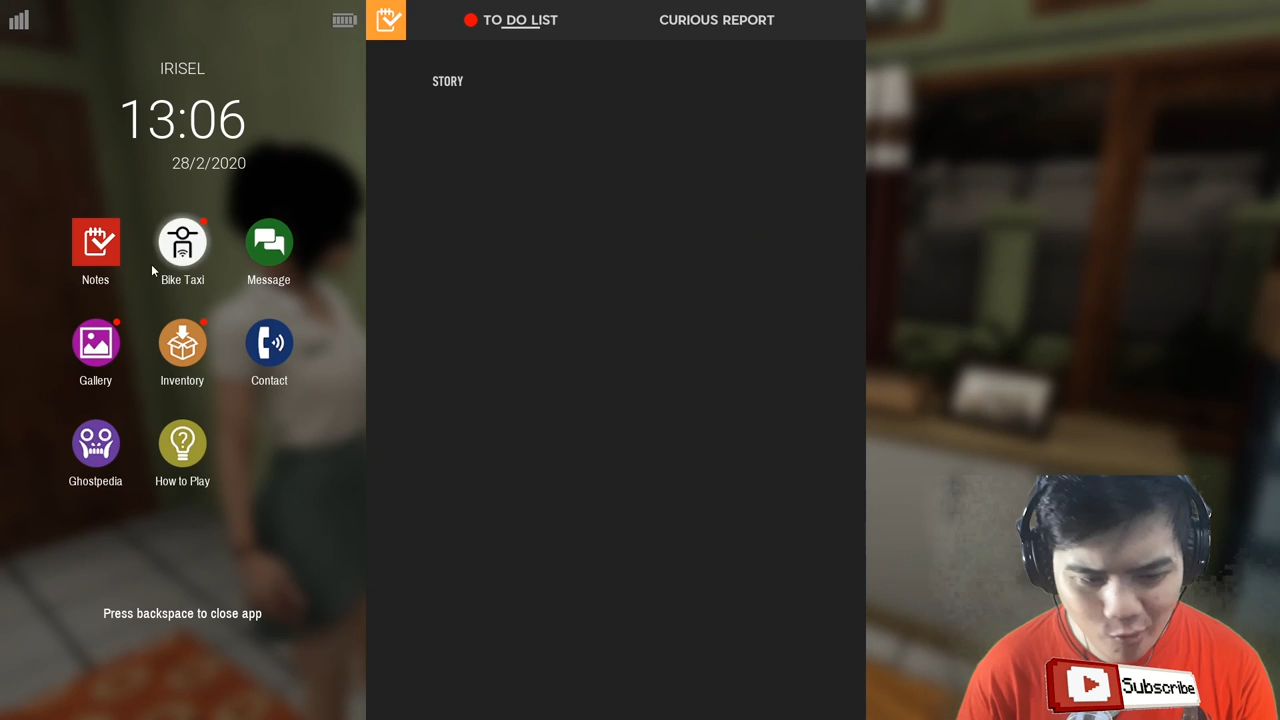 IRISEL
13:06
28/2/2020
Notes
Bike Taxi
Message
Gallery
Inventory
Contact
Ghostpedia
How to Play
Press backspace to close app
TO DO LIST
CURIOUS REPORT
STORY
Subscribe